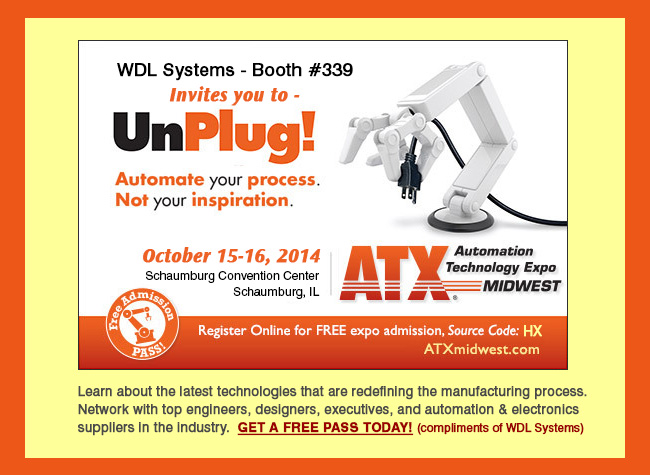 WDL Systems - Booth #339
Invites you to -
UnPlug!
Automate your process.
Not your inspiration.
October 15-16, 2014
Schaumburg Convention Center
Schaumburg, IL
ATX®
Automation
Technology Expo
MIDWEST
Free Admission
PASS!
Register Online for FREE expo admission, Source Code: HX
ATXmidwest.com
Learn about the latest technologies that are redefining the manufacturing process.
Network with top engineers, designers, executives, and automation & electronics
suppliers in the industry. GET A FREE PASS TODAY! (compliments of WDL Systems)